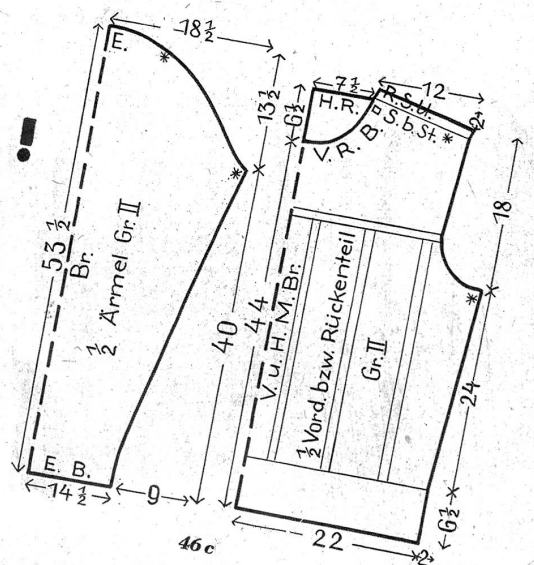 18½
E.
13½
6½
7½
12
H.R.
R.S.U.
2
S.b.St.
V. R. B.
18
53½
Br.
½ Ärmel Gr. II
40
44
V. u. H. M. Br.
½ Vord. bzw. Rückenteil
Gr. II
24
E. B.
14½
9
6½
22
2
46c